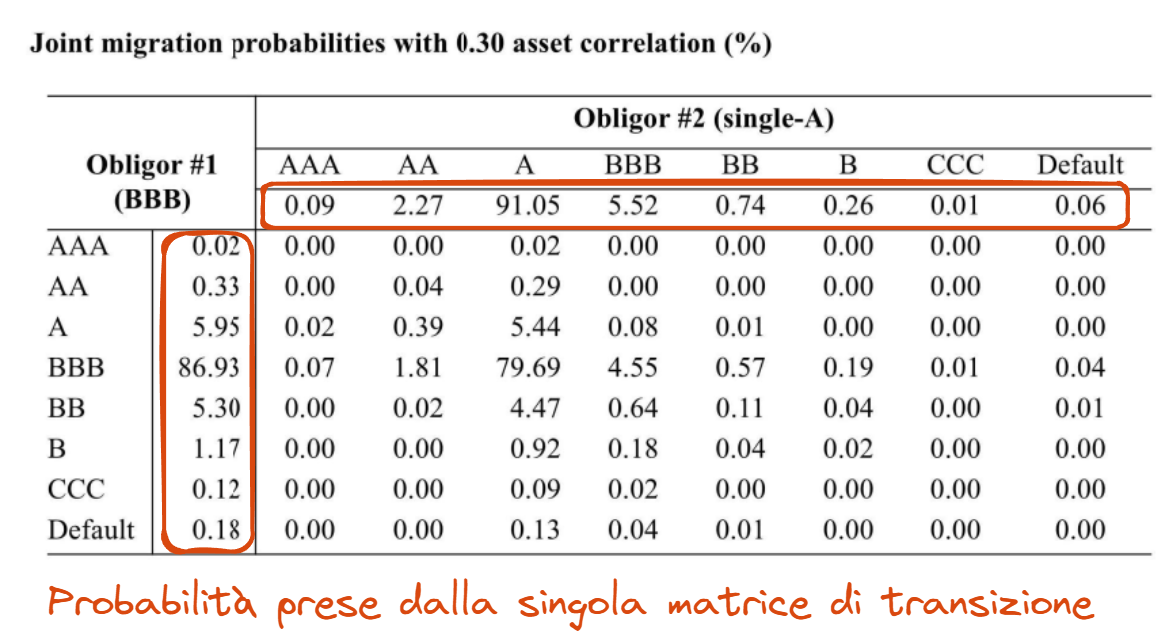 Joint migration probabilities with 0.30 asset correlation (%)
Obligor #2 (single-A)
Obligor #1 (BBB)
AAA AA A BBB BB B CCC Default
0.09 2.27 91.05 5.52 0.74 0.26 0.01 0.06
AAA 0.02 0.00 0.00 0.02 0.00 0.00 0.00 0.00 0.00
AA 0.33 0.00 0.04 0.29 0.00 0.00 0.00 0.00 0.00
A 5.95 0.02 0.39 5.44 0.08 0.01 0.00 0.00 0.00
BBB 86.93 0.07 1.81 79.69 4.55 0.57 0.19 0.01 0.04
BB 5.30 0.00 0.02 4.47 0.64 0.11 0.04 0.00 0.01
B 1.17 0.00 0.00 0.92 0.18 0.04 0.02 0.00 0.00
CCC 0.12 0.00 0.00 0.09 0.02 0.00 0.00 0.00 0.00
Default 0.18 0.00 0.00 0.13 0.04 0.01 0.00 0.00 0.00
Probabilità prese dalla singola matrice di transizione